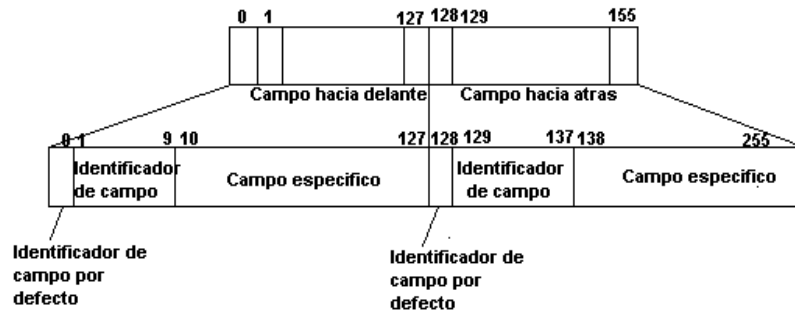 0 1 127 128 129 155
Campo hacia delante Campo hacia atras
0 1 9 10 127 128 129 137 138 255
Identificador
de campo
Campo especifico
Identificador
de campo
Campo especifico
Identificador de
campo por
defecto
Identificador de
campo por
defecto